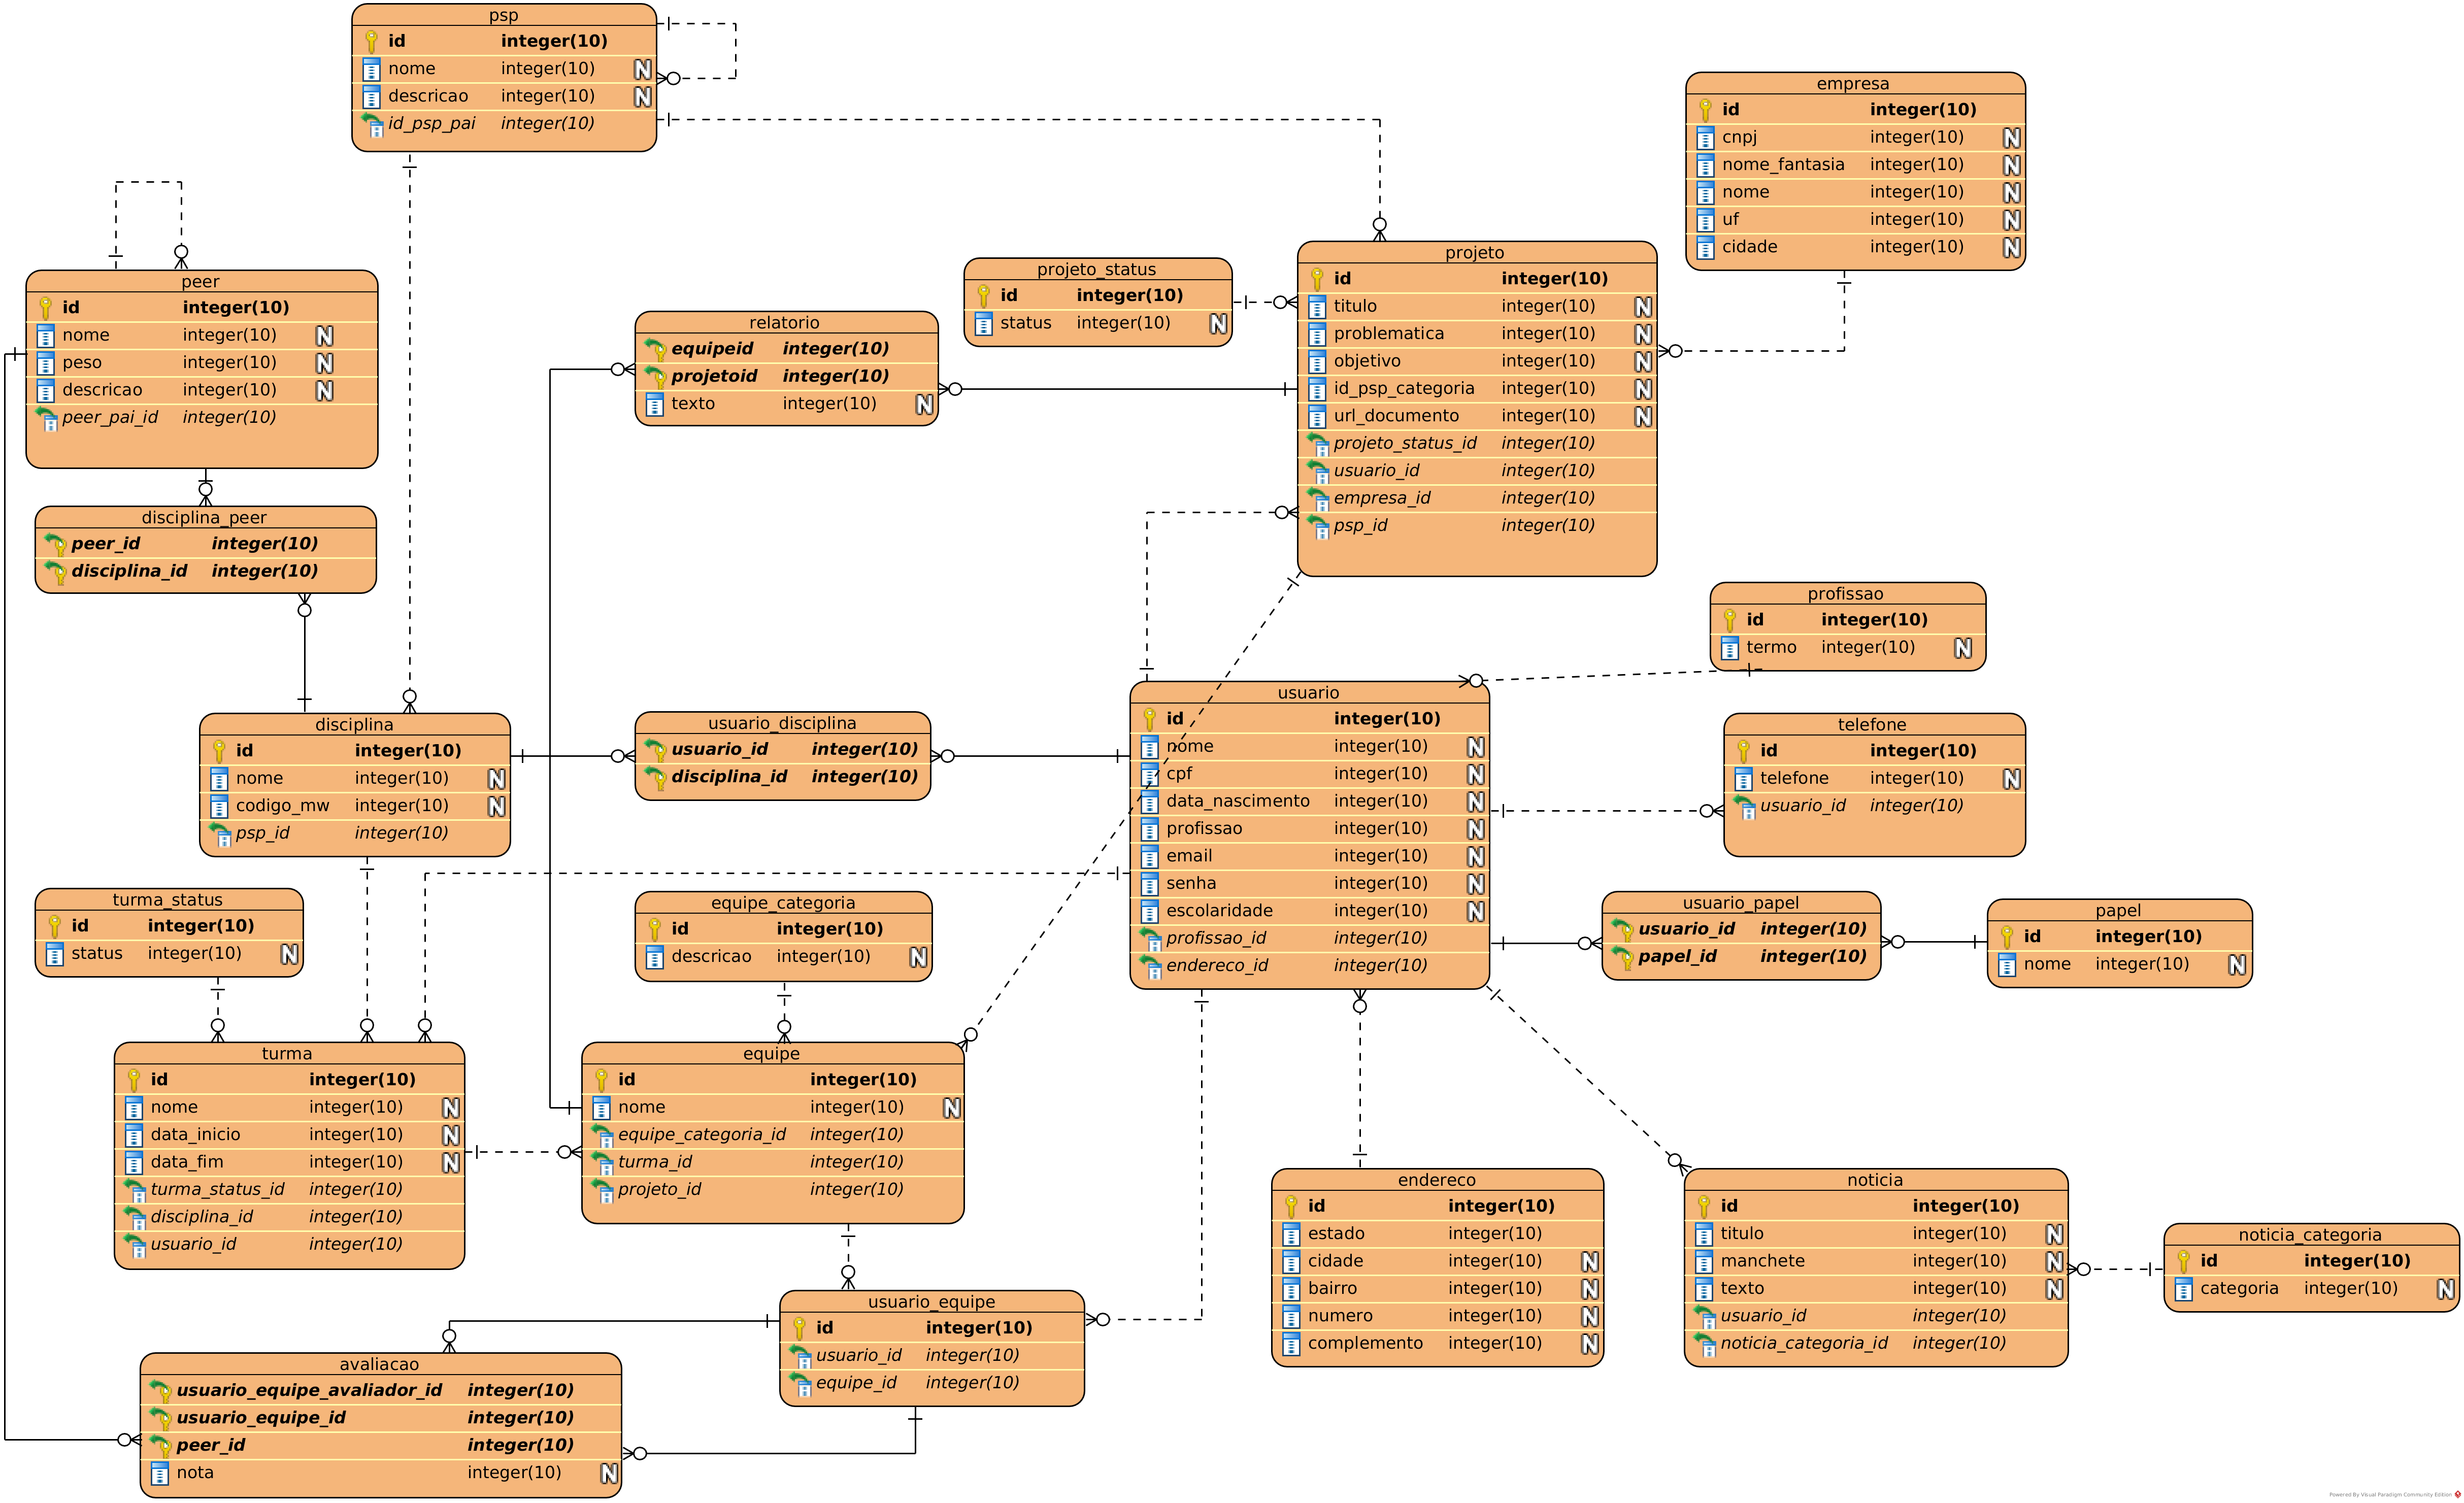 psp
id integer(10)
nome integer(10) N
descricao integer(10) N
id_psp_pai integer(10)
empresa
id integer(10)
cnpj integer(10) N
nome_fantasia integer(10) N
nome integer(10) N
uf integer(10) N
cidade integer(10) N
peer
id integer(10)
nome integer(10) N
peso integer(10) N
descricao integer(10) N
peer_pai_id integer(10)
relatorio
equipeid integer(10)
projetoid integer(10)
texto integer(10) N
projeto_status
id integer(10)
status integer(10) N
projeto
id integer(10)
titulo integer(10) N
problematica integer(10) N
objetivo integer(10) N
id_psp_categoria integer(10) N
url_documento integer(10) N
projeto_status_id integer(10)
usuario_id integer(10)
empresa_id integer(10)
psp_id integer(10)
disciplina_peer
peer_id integer(10)
disciplina_id integer(10)
profissao
id integer(10)
termo integer(10) N
disciplina
id integer(10)
nome integer(10) N
codigo_mw integer(10) N
psp_id integer(10)
usuario_disciplina
usuario_id integer(10)
disciplina_id integer(10)
usuario
id integer(10)
nome integer(10) N
cpf integer(10) N
data_nascimento integer(10) N
profissao integer(10) N
email integer(10) N
senha integer(10) N
escolaridade integer(10) N
profissao_id integer(10)
endereco_id integer(10)
telefone
id integer(10)
telefone integer(10) N
usuario_id integer(10)
turma_status
id integer(10)
status integer(10) N
equipe_categoria
id integer(10)
descricao integer(10) N
usuario_papel
usuario_id integer(10)
papel_id integer(10)
papel
id integer(10)
nome integer(10) N
turma
id integer(10)
nome integer(10) N
data_inicio integer(10) N
data_fim integer(10) N
turma_status_id integer(10)
disciplina_id integer(10)
usuario_id integer(10)
equipe
id integer(10)
nome integer(10) N
equipe_categoria_id integer(10)
turma_id integer(10)
projeto_id integer(10)
endereco
id integer(10)
estado integer(10)
cidade integer(10) N
bairro integer(10) N
numero integer(10) N
complemento integer(10) N
noticia
id integer(10)
titulo integer(10) N
manchete integer(10) N
texto integer(10) N
usuario_id integer(10)
noticia_categoria_id integer(10)
noticia_categoria
id integer(10)
categoria integer(10) N
usuario_equipe
id integer(10)
usuario_id integer(10)
equipe_id integer(10)
avaliacao
usuario_equipe_avaliador_id integer(10)
usuario_equipe_id integer(10)
peer_id integer(10)
nota integer(10) N
Powered By Visual Paradigm Community Edition